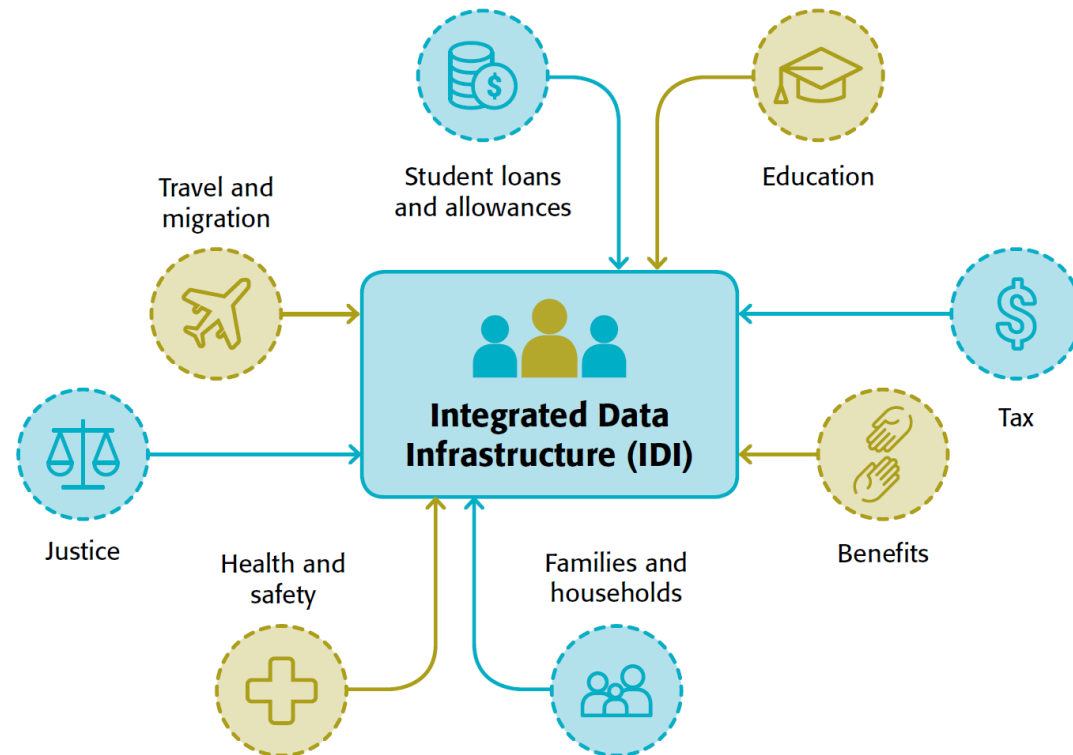 Student loans
and allowances
Education
Travel and
migration
$
$
Integrated Data
Infrastructure (IDI)
Tax
Justice
Benefits
Health and
safety
Families and
households